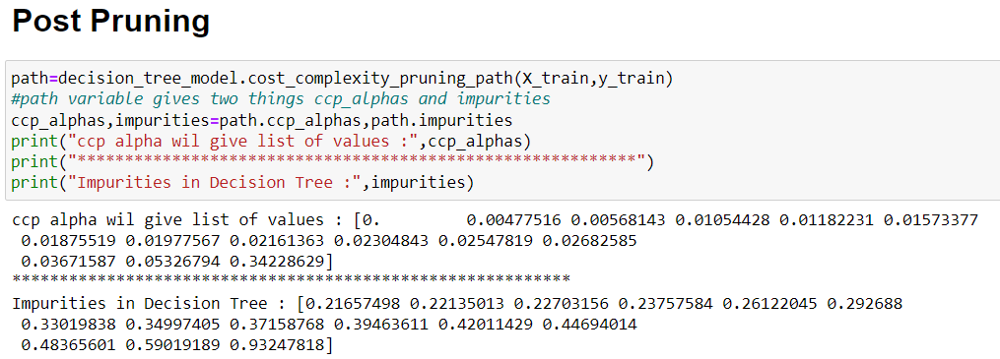 Post Pruning
path=decision_tree_model.cost_complexity_pruning_path(X_train,y_train)
#path variable gives two things ccp_alphas and impurities
ccp_alphas,impurities=path.ccp_alphas,path.impurities
print("ccp alpha wil give list of values :",ccp_alphas)
print("************************************************************")
print("Impurities in Decision Tree :",impurities)
ccp alpha wil give list of values : [0.         0.00477516 0.00568143 0.01054428 0.01182231 0.01573377
 0.01875519 0.01977567 0.02161363 0.02304843 0.02547819 0.02682585
 0.03671587 0.05326794 0.34228629]
************************************************************
Impurities in Decision Tree : [0.21657498 0.22135013 0.22703156 0.23757584 0.26122045 0.292688
 0.33019838 0.34997405 0.37158768 0.39463611 0.42011429 0.44694014
 0.48365601 0.59019189 0.93247818]